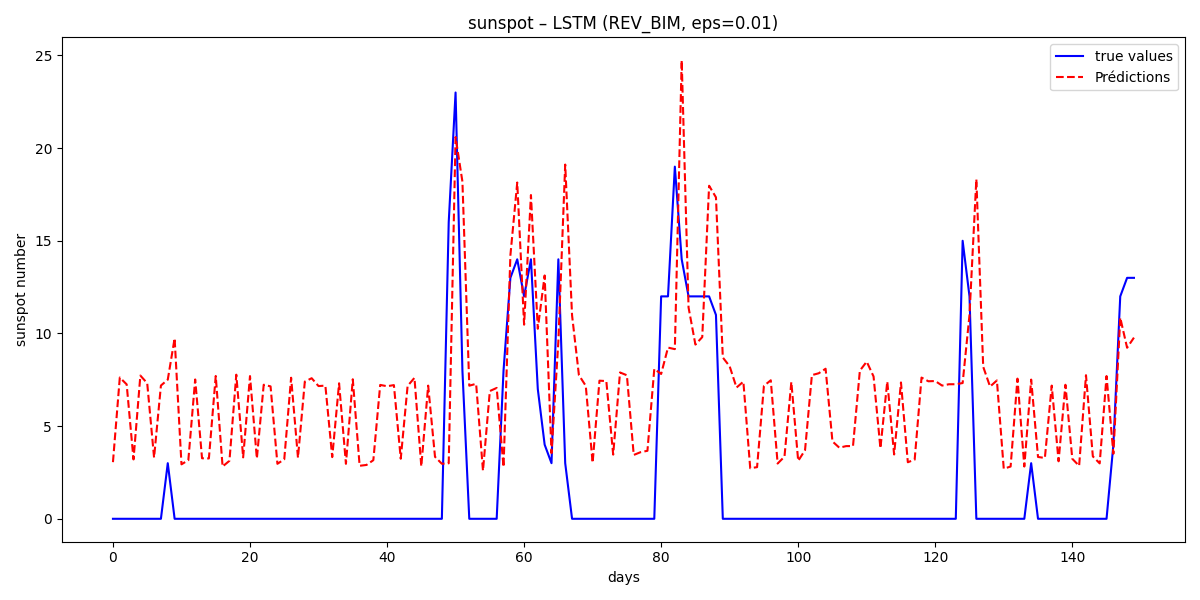 sunspot – LSTM (REV_BIM, eps=0.01)
true values
Prédictions
sunspot number
25
20
15
10
5
0
0 20 40 60 80 100 120 140
days